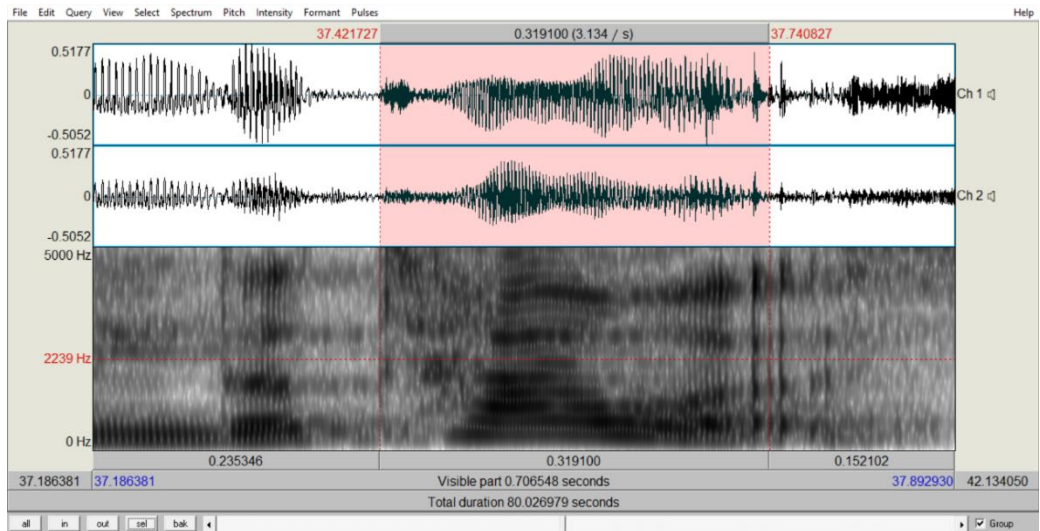 File Edit Query View Select Spectrum Pitch Intensity Formant Pulses Help
37.421727 0.319100 (3.134 / s) 37.740827
0.5177
0
-0.5052
Ch 1
0.5177
0
-0.5052
Ch 2
5000 Hz
2239 Hz
0 Hz
0.235346 0.319100 0.152102
37.186381 37.186381 Visible part 0.706548 seconds 37.892930 42.134050
Total duration 80.026979 seconds
all in out sel bak Group